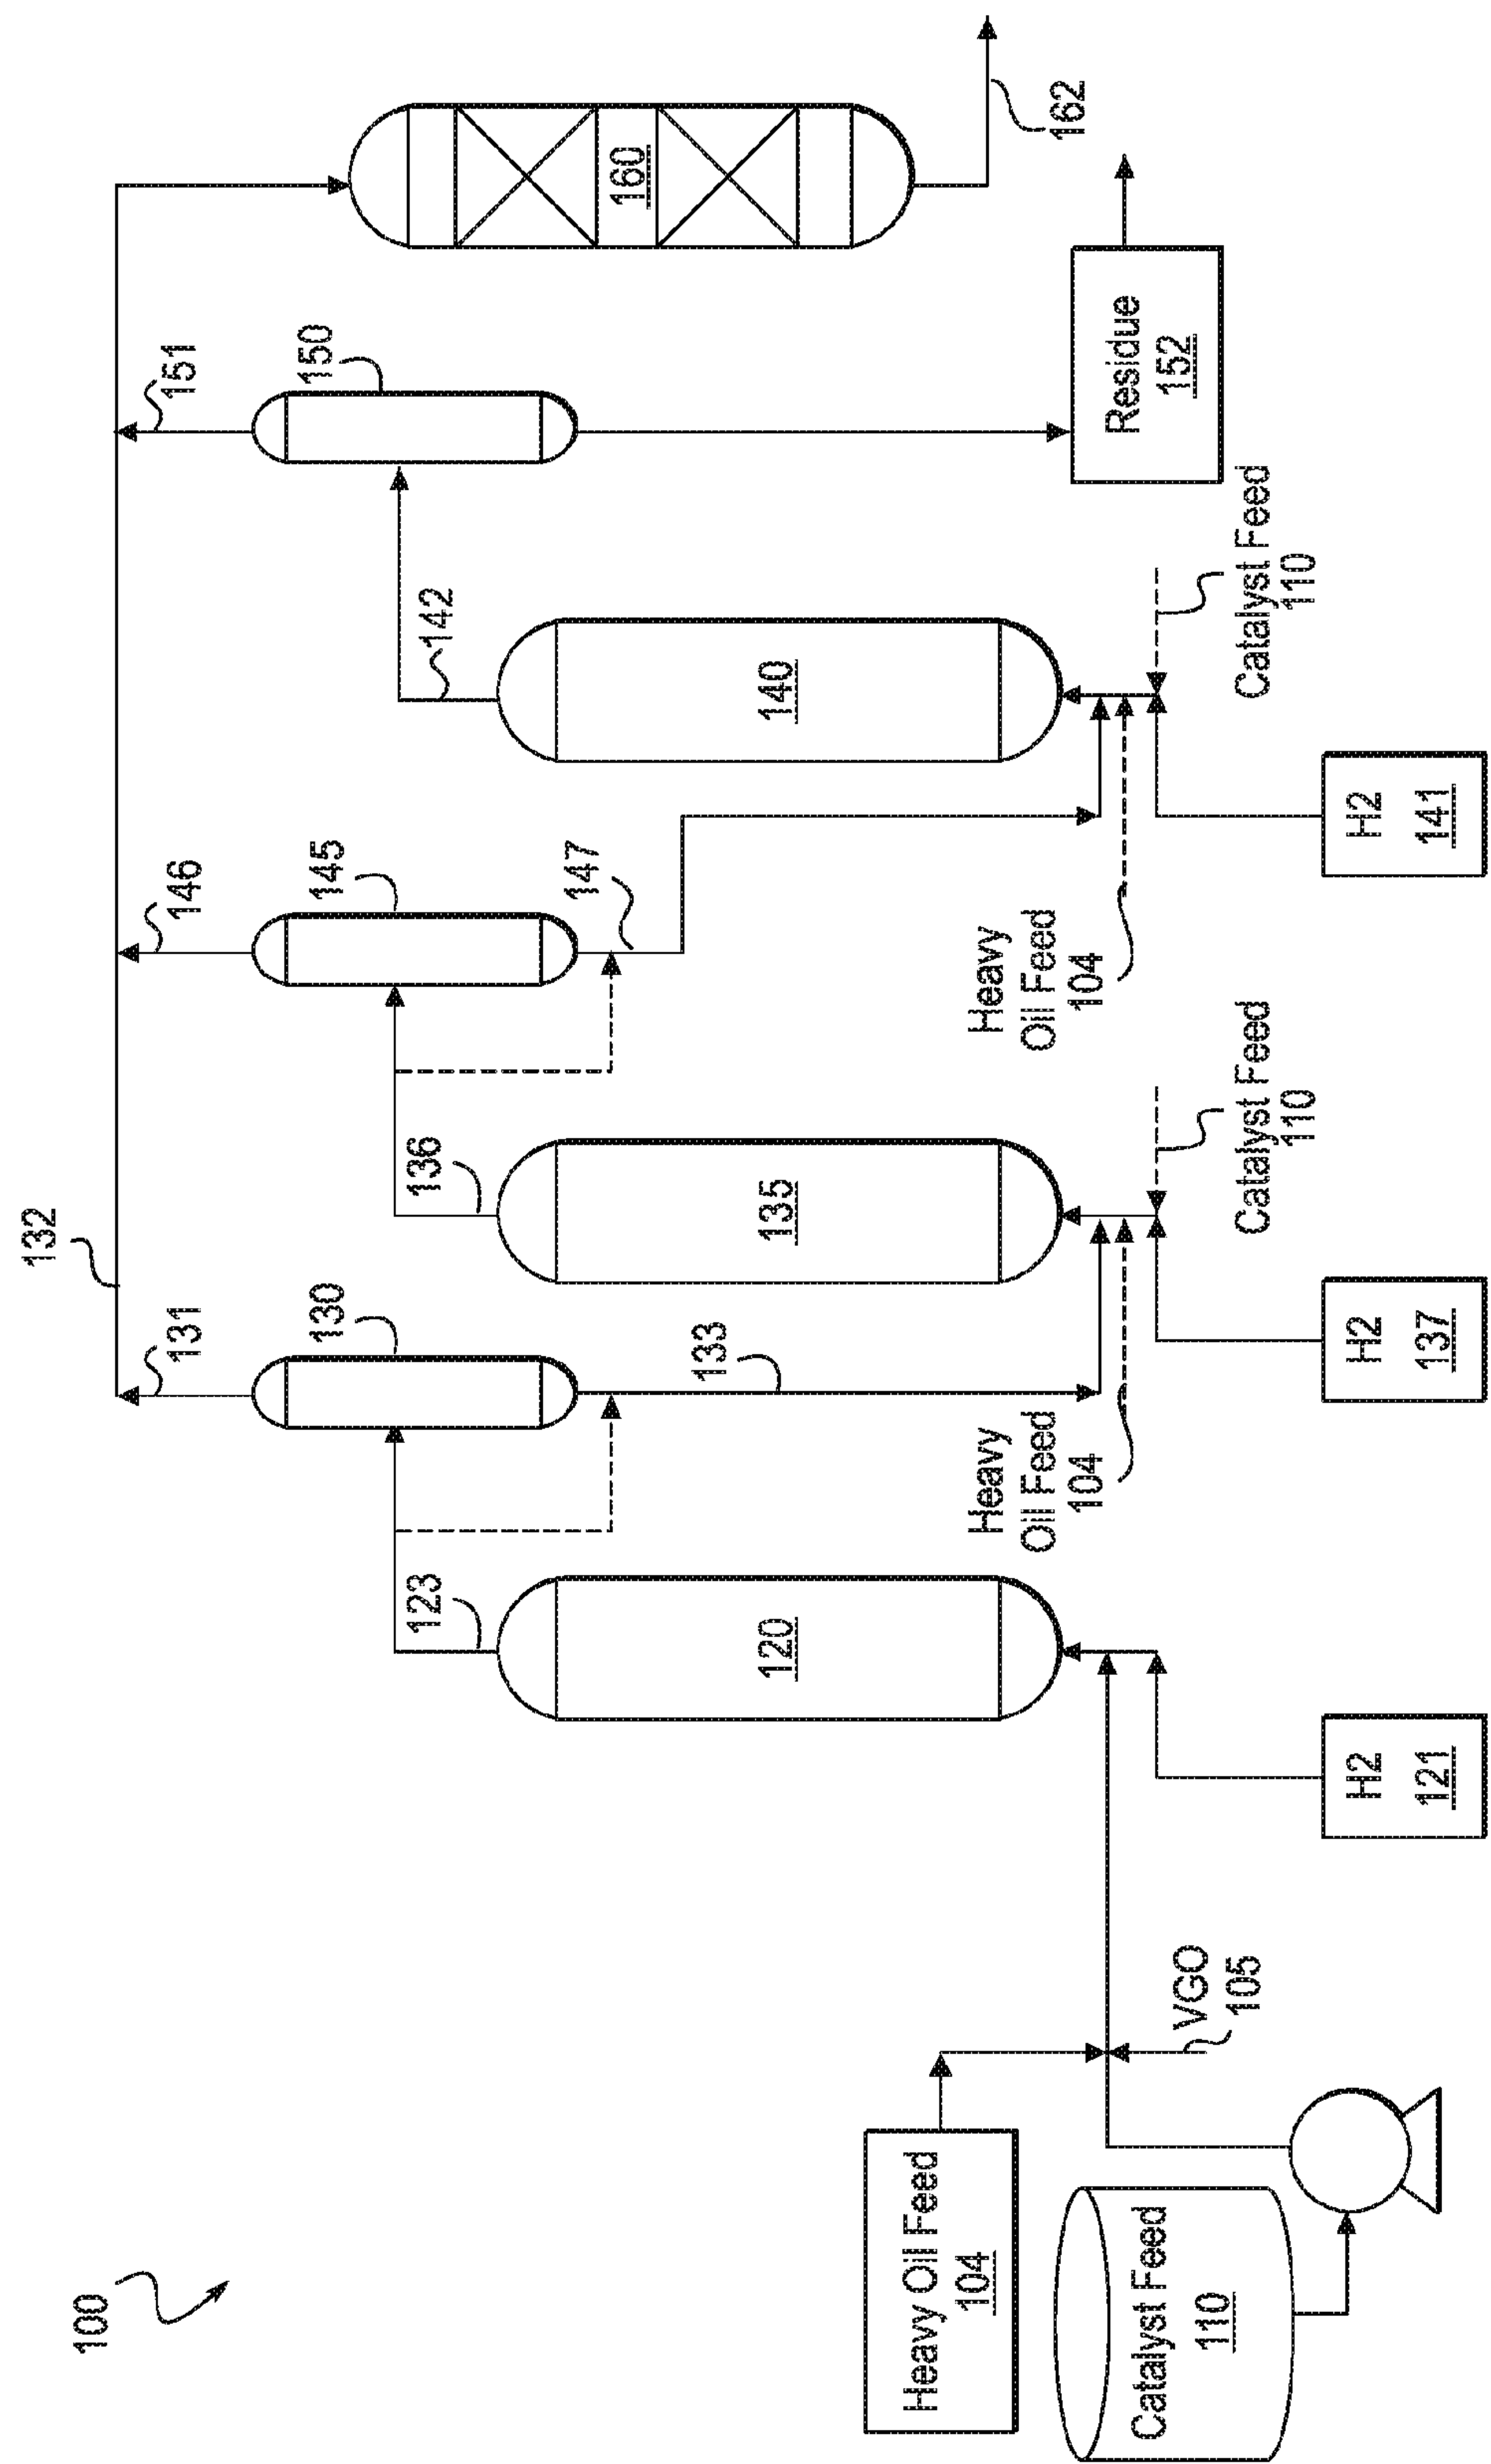 100
132
131
146
151
130
145
150
123
136
142
133
147
120
135
140
160
162
Heavy Oil Feed
104
Heavy
Oil Feed
104
Heavy
Oil Feed
104
Residue
152
Catalyst Feed
110
VGO
105
Catalyst Feed
110
Catalyst Feed
110
H2
121
H2
137
H2
141